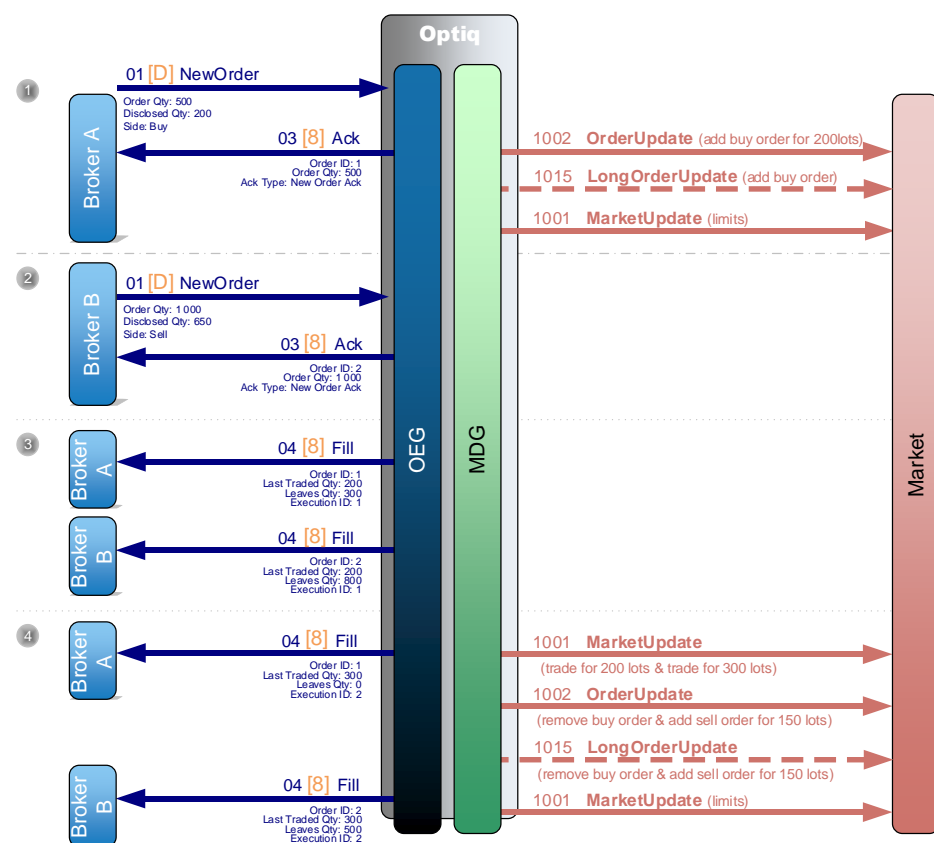 Optiq
1
01 [D] NewOrder
Order Qty: 500
Disclosed Qty: 200
Side: Buy
Broker A
03 [8] Ack
Order ID: 1
Order Qty: 500
Ack Type: New Order Ack
1002 OrderUpdate (add buy order for 200lots)
1015 LongOrderUpdate (add buy order)
1001 MarketUpdate (limits)
2
01 [D] NewOrder
Order Qty: 1 000
Disclosed Qty: 650
Side: Sell
Broker B
03 [8] Ack
Order ID: 2
Order Qty: 1 000
Ack Type: New Order Ack
OEG
MDG
Market
3
Broker
A
04 [8] Fill
Order ID: 1
Last Traded Qty: 200
Leaves Qty: 300
Execution ID: 1
Broker
B
04 [8] Fill
Order ID: 2
Last Traded Qty: 200
Leaves Qty: 800
Execution ID: 1
4
Broker
A
04 [8] Fill
Order ID: 1
Last Traded Qty: 300
Leaves Qty: 0
Execution ID: 2
1001 MarketUpdate
(trade for 200 lots & trade for 300 lots)
1002 OrderUpdate
(remove buy order & add sell order for 150 lots)
1015 LongOrderUpdate
(remove buy order & add sell order for 150 lots)
1001 MarketUpdate (limits)
Broker
B
04 [8] Fill
Order ID: 2
Last Traded Qty: 300
Leaves Qty: 500
Execution ID: 2